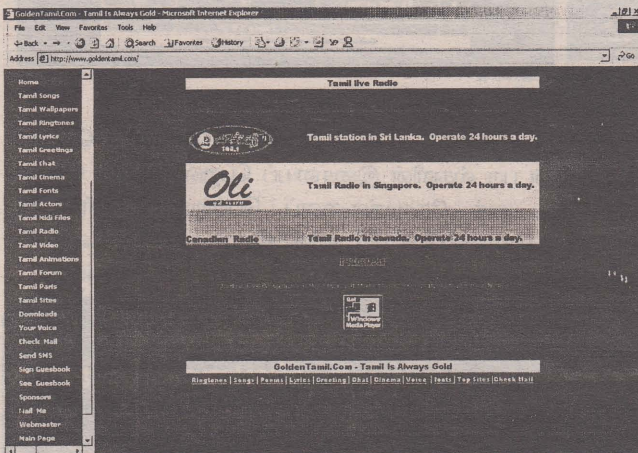 GoldenTamil.Com - Tamil Is Always Gold - Microsoft Internet Explorer
File Edit View Favorites Tools Help
Back Search Favorites History
Address http://www.goldentamil.com/ Go
Home
Tamil Songs
Tamil Wallpapers
Tamil Ringtones
Tamil Lyrics
Tamil Greetings
Tamil Chat
Tamil Cinema
Tamil Fonts
Tamil Actors
Tamil Midi Files
Tamil Radio
Tamil Video
Tamil Animations
Tamil Forum
Tamil Paris
Tamil Sites
Downloads
Your Voice
Check Mail
Send SMS
Sign Guesbook
See Guesbook
Sponsors
Mail Me
Webmaster
Main Page
Tamil live Radio
Tamil station in Sri Lanka. Operate 24 hours a day.
Oli
Tamil Radio in Singapore. Operate 24 hours a day.
Canadian Radio Tamil Radio in canada. Operate 24 hours a day.
Get
Windows
Media Player
GoldenTamil.Com - Tamil Is Always Gold
Ringtones | Songs | Poems | Lyrics | Greeting | Chat | Cinema | Voice | Fonts | Top Sites | Check Mail